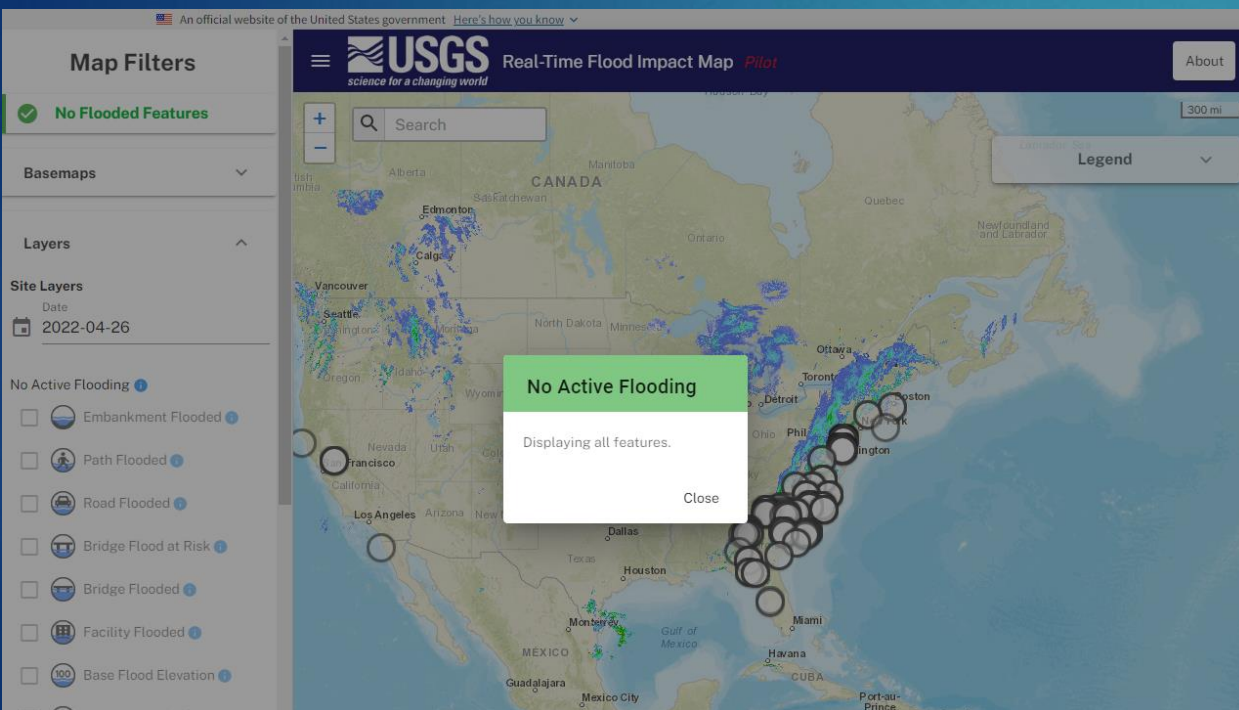 An official website of the United States government Here's how you know
Map Filters
No Flooded Features
Basemaps
Layers
Site Layers
Date
2022-04-26
No Active Flooding
Embankment Flooded
Path Flooded
Road Flooded
Bridge Flood at Risk
Bridge Flooded
Facility Flooded
100 Base Flood Elevation
USGS
science for a changing world
Real-Time Flood Impact Map Pilot
About
+
−
Search
300 mi
Legend
Hudson Bay
Alberta
Manitoba
CANADA
Saskatchewan
Edmonton
Quebec
Newfoundland
and Labrador
Ontario
Calgary
Vancouver
Seattle
North Dakota
Ottawa
Toronto
Oregon
Idaho
Detroit
Boston
Ohio
Nevada
Utah
Francisco
California
Los Angeles
Arizona
New
Dallas
Texas
Houston
Monterrey
Gulf of
Mexico
Miami
MÉXICO
Havana
CUBA
Guadalajara
Mexico City
Port-au-
Prince
No Active Flooding
Displaying all features.
Close